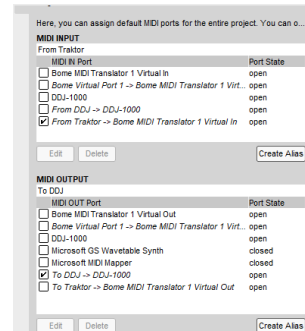 Here, you can assign default MIDI ports for the entire project. You can o...
MIDI INPUT
From Traktor
MIDI IN Port Port State
Bome MIDI Translator 1 Virtual In open
Bome Virtual Port 1 -> Bome MIDI Translator 1 Virt... open
DDJ-1000 open
From DDJ -> DDJ-1000 open
From Traktor -> Bome MIDI Translator 1 Virtual In open
Edit Delete Create Alias
MIDI OUTPUT
To DDJ
MIDI OUT Port Port State
Bome MIDI Translator 1 Virtual Out open
Bome Virtual Port 1 -> Bome MIDI Translator 1 Virt... open
DDJ-1000 open
Microsoft GS Wavetable Synth closed
Microsoft MIDI Mapper closed
To DDJ -> DDJ-1000 open
To Traktor -> Bome MIDI Translator 1 Virtual Out open
Edit Delete Create Alias